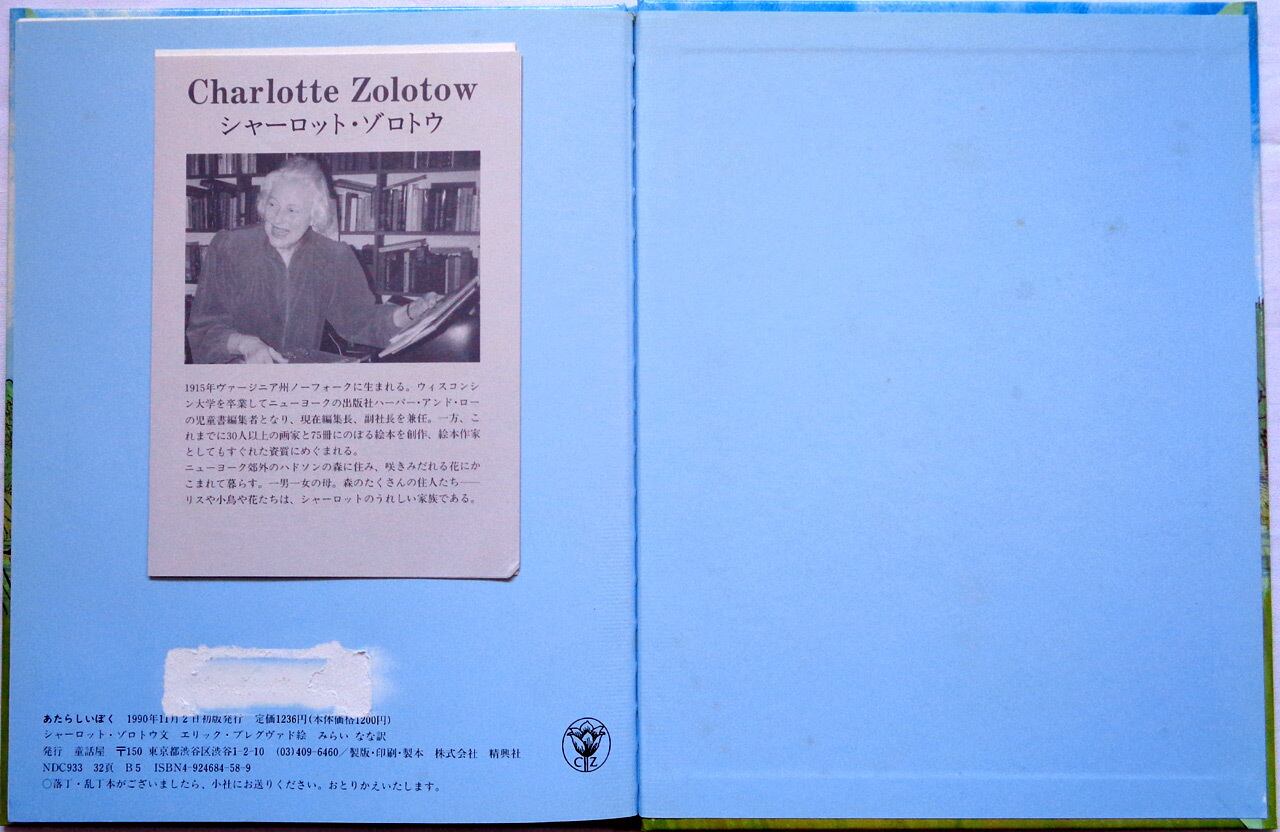 Charlotte Zolotow
シャーロット・ゾロトウ
1915年ヴァージニア州ノーフォークに生まれる。ウィスコンシ
ン大学を卒業してニューヨークの出版社ハーパー・アンド・ロー
の児童書編集者となり、現在編集長、副社長を兼任。一方、こ
れまでに30人以上の画家と75冊にのぼる絵本を創作、絵本作家
としてもすぐれた資質にめぐまれる。
ニューヨーク郊外のハドソンの森に住み、咲きみだれる花にか
こまれて暮らす。一男一女の母。森のたくさんの住人たち――
リスや小鳥や花たちは、シャーロットのうれしい家族である。
あたらしいぼく 1990年11月2日初版発行 定価1236円(本体価格1200円)
シャーロット・ゾロトウ文 エリック・ブレグヴァド絵 みらい なな訳
発行 童話屋 〒150 東京都渋谷区渋谷1-2-10 (03)409-6460/製版・印刷・製本 株式会社 精興社
NDC933 32頁 B5 ISBN4-924684-58-9
○落丁・乱丁本がございましたら、小社にお送りください。おとりかえいたします。
C Z